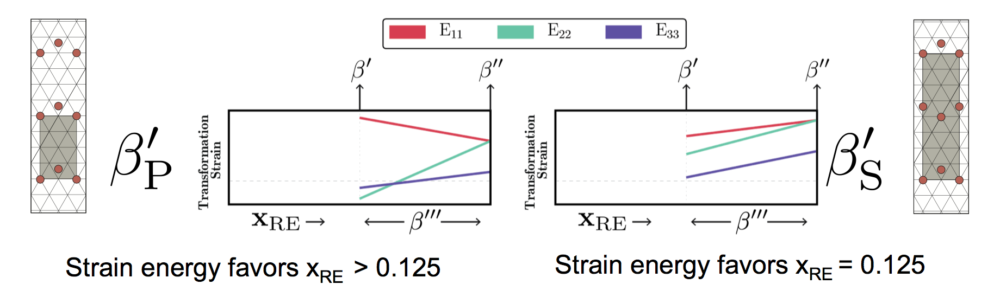 E11 E22 E33
β′ β″ β′ β″
Transformation
Strain
Transformation
Strain
β′P
β′S
xRE → ← β‴ →
xRE → ← β‴ →
Strain energy favors xRE > 0.125
Strain energy favors xRE = 0.125